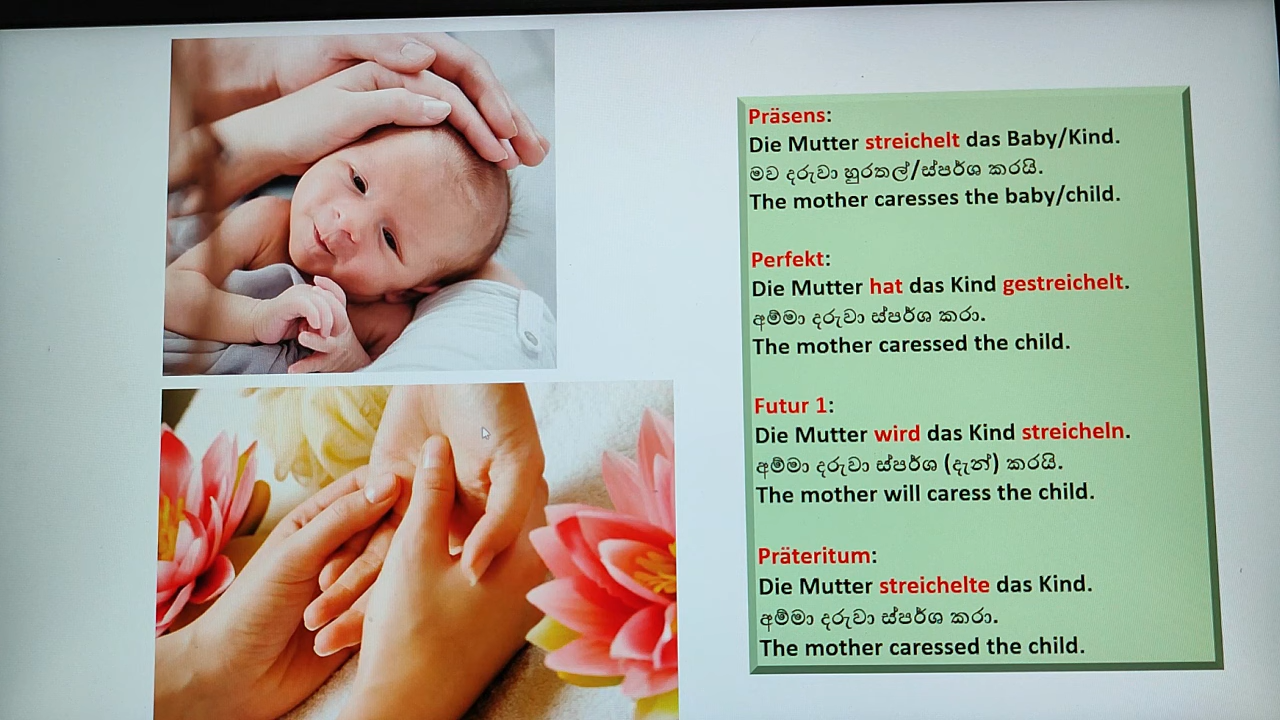 Präsens:
Die Mutter streichelt das Baby/Kind.
මව දරුවා හුරතල්/ස්පර්ශ කරයි.
The mother caresses the baby/child.
Perfekt:
Die Mutter hat das Kind gestreichelt.
අම්මා දරුවා ස්පර්ශ කරා.
The mother caressed the child.
Futur 1:
Die Mutter wird das Kind streicheln.
අම්මා දරුවා ස්පර්ශ (දැන්) කරයි.
The mother will caress the child.
Präteritum:
Die Mutter streichelte das Kind.
අම්මා දරුවා ස්පර්ශ කරා.
The mother caressed the child.